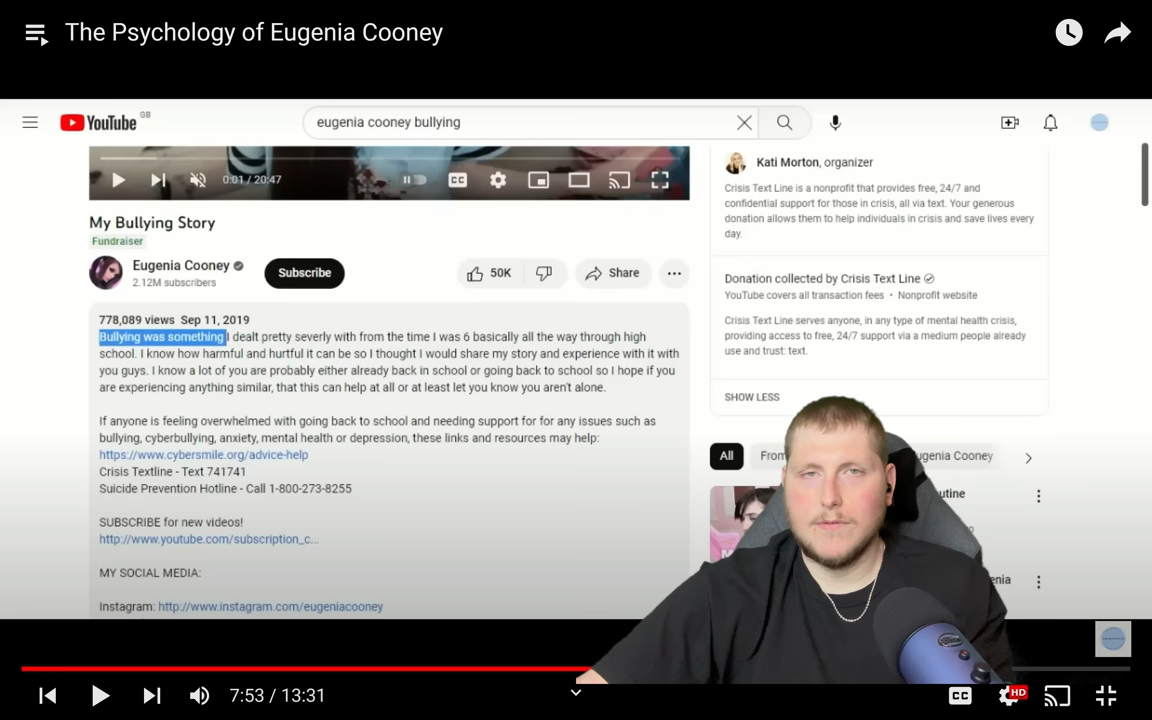 The Psychology of Eugenia Cooney
YouTube GB
eugenia cooney bullying
0:01 / 20:47
CC
My Bullying Story
Fundraiser
Eugenia Cooney
2.12M subscribers
Subscribe
50K
Share
778,089 views Sep 11, 2019
Bullying was something I dealt pretty severly with from the time I was 6 basically all the way through high
school. I know how harmful and hurtful it can be so I thought I would share my story and experience with it with
you guys. I know a lot of you are probably either already back in school or going back to school so I hope if you
are experiencing anything similar, that this can help at all or at least let you know you aren't alone.
If anyone is feeling overwhelmed with going back to school and needing support for for any issues such as
bullying, cyberbullying, anxiety, mental health or depression, these links and resources may help:
https://www.cybersmile.org/advice-help
Crisis Textline - Text 741741
Suicide Prevention Hotline - Call 1-800-273-8255
SUBSCRIBE for new videos!
http://www.youtube.com/subscription_c...
MY SOCIAL MEDIA:
Instagram: http://www.instagram.com/eugeniacooney
Kati Morton, organizer
Crisis Text Line is a nonprofit that provides free, 24/7 and
confidential support for those in crisis, all via text. Your generous
donation allows them to help individuals in crisis and save lives every
day.
Donation collected by Crisis Text Line
YouTube covers all transaction fees • Nonprofit website
Crisis Text Line serves anyone, in any type of mental health crisis,
providing access to free, 24/7 support via a medium people already
use and trust: text.
SHOW LESS
All
From
ugenia Cooney
utine
enia
7:53 / 13:31
CC
HD